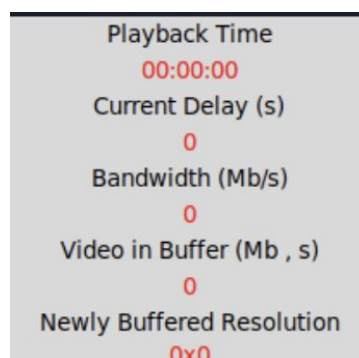 Playback Time
00:00:00
Current Delay (s)
0
Bandwidth (Mb/s)
0
Video in Buffer (Mb , s)
0
Newly Buffered Resolution
0x0